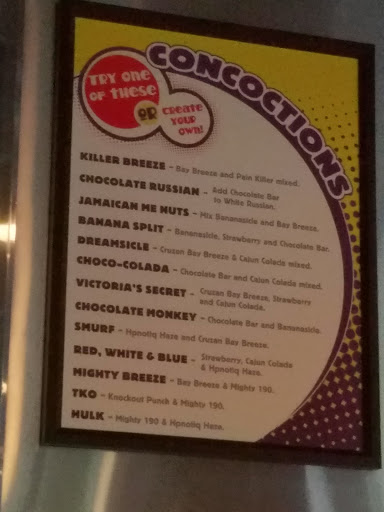 CONCOCTIONS
TRY ONE
OF THESE
OR
CREATE
YOUR
OWN!
KILLER BREEZE – Bay Breeze and Pain Killer mixed.
CHOCOLATE RUSSIAN – Add Chocolate Bar
to White Russian.
JAMAICAN ME NUTS – Mix Bananasicle and Bay Breeze.
BANANA SPLIT – Bananasicle, Strawberry and Chocolate Bar.
DREAMSICLE – Cruzan Bay Breeze & Cajun Colada mixed.
CHOCO-COLADA – Chocolate Bar and Cajun Colada mixed.
VICTORIA'S SECRET – Cruzan Bay Breeze, Strawberry
and Cajun Colada.
CHOCOLATE MONKEY – Chocolate Bar and Bananasicle.
SMURF – Hpnotiq Haze and Crusan Bay Breeze.
RED, WHITE & BLUE – Strawberry, Cajun Colada
& Hpnotiq Haze.
MIGHTY BREEZE – Bay Breeze & Mighty 190.
TKO – Knockout Punch & Mighty 190.
HULK – Mighty 190 & Hpnotiq Haze.